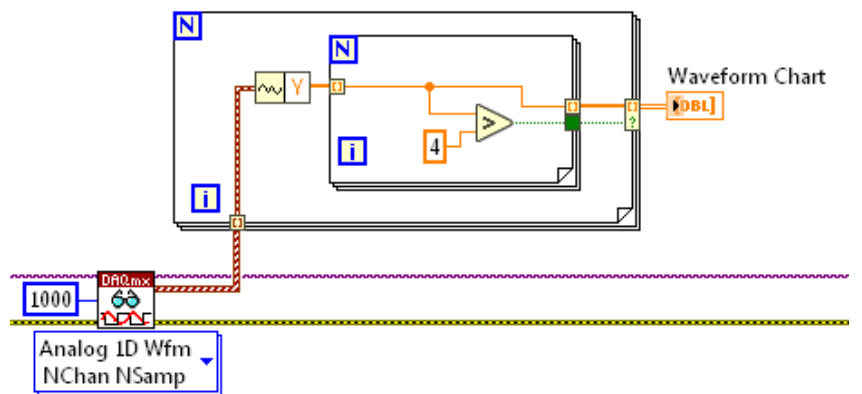 N
N
Waveform Chart
Y
DBL]
>
?
4
i
i
DAQmx
1000
Analog 1D Wfm
NChan NSamp